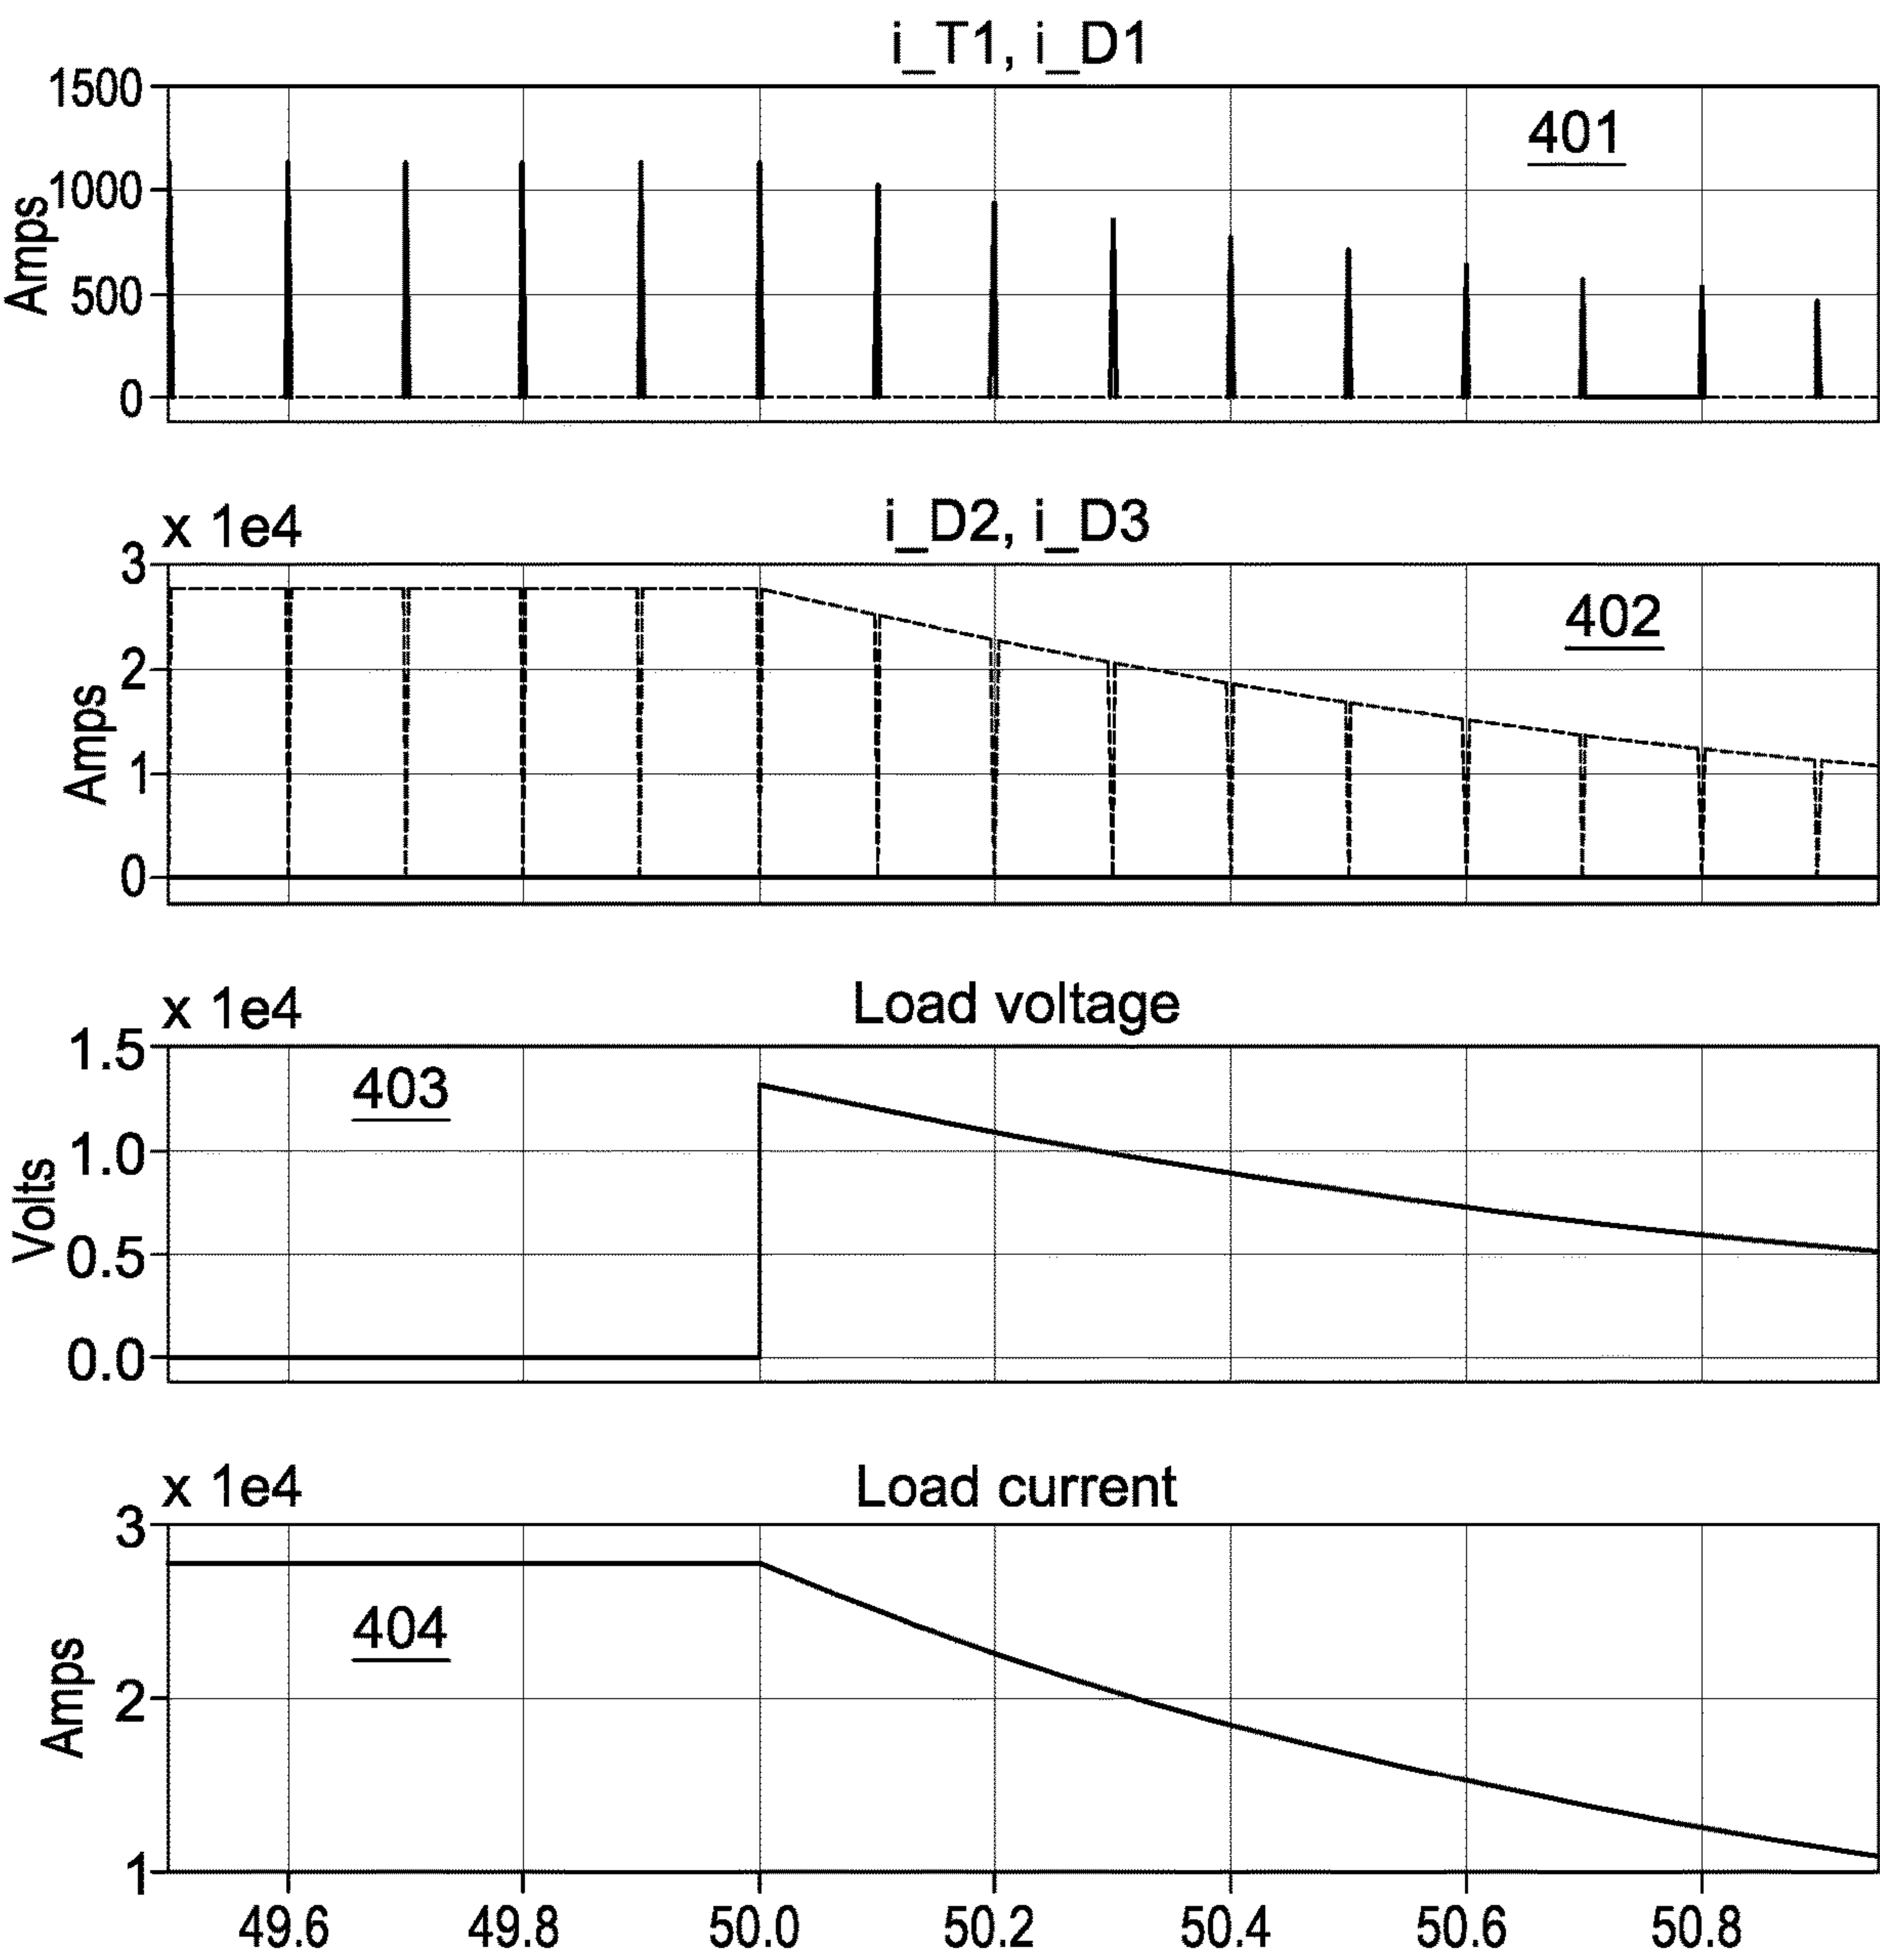 i_T1, i_D1
1500
1000
500
0
Amps
401
x 1e4
i_D2, i_D3
3
2
1
0
Amps
402
x 1e4
Load voltage
1.5
1.0
0.5
0.0
Volts
403
x 1e4
Load current
3
2
1
Amps
404
49.6 49.8 50.0 50.2 50.4 50.6 50.8